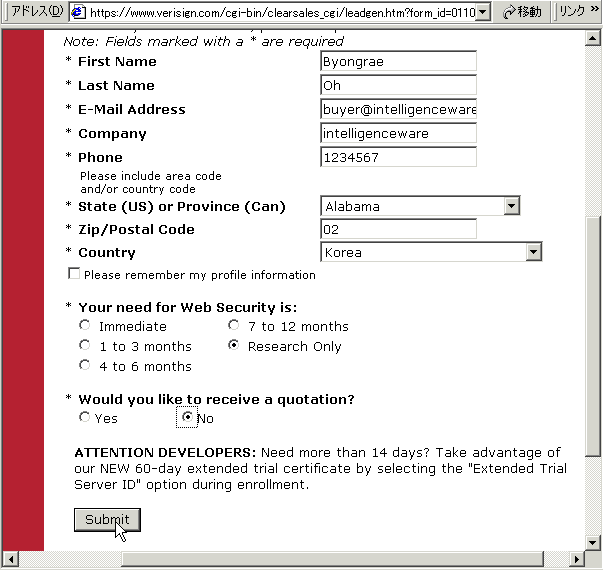 アドレス(D) https://www.verisign.com/cgi-bin/clearsales_cgi/leadgen.htm?form_id=0110 移動 リンク »
Note: Fields marked with a * are required
* First Name Byongrae
* Last Name Oh
* E-Mail Address buyer@intelligenceware
* Company intelligenceware
* Phone 1234567
Please include area code
and/or country code
* State (US) or Province (Can) Alabama
* Zip/Postal Code 02
* Country Korea
Please remember my profile information
* Your need for Web Security is:
Immediate 7 to 12 months
1 to 3 months Research Only
4 to 6 months
* Would you like to receive a quotation?
Yes No
ATTENTION DEVELOPERS: Need more than 14 days? Take advantage of
our NEW 60-day extended trial certificate by selecting the "Extended Trial
Server ID" option during enrollment.
Submit